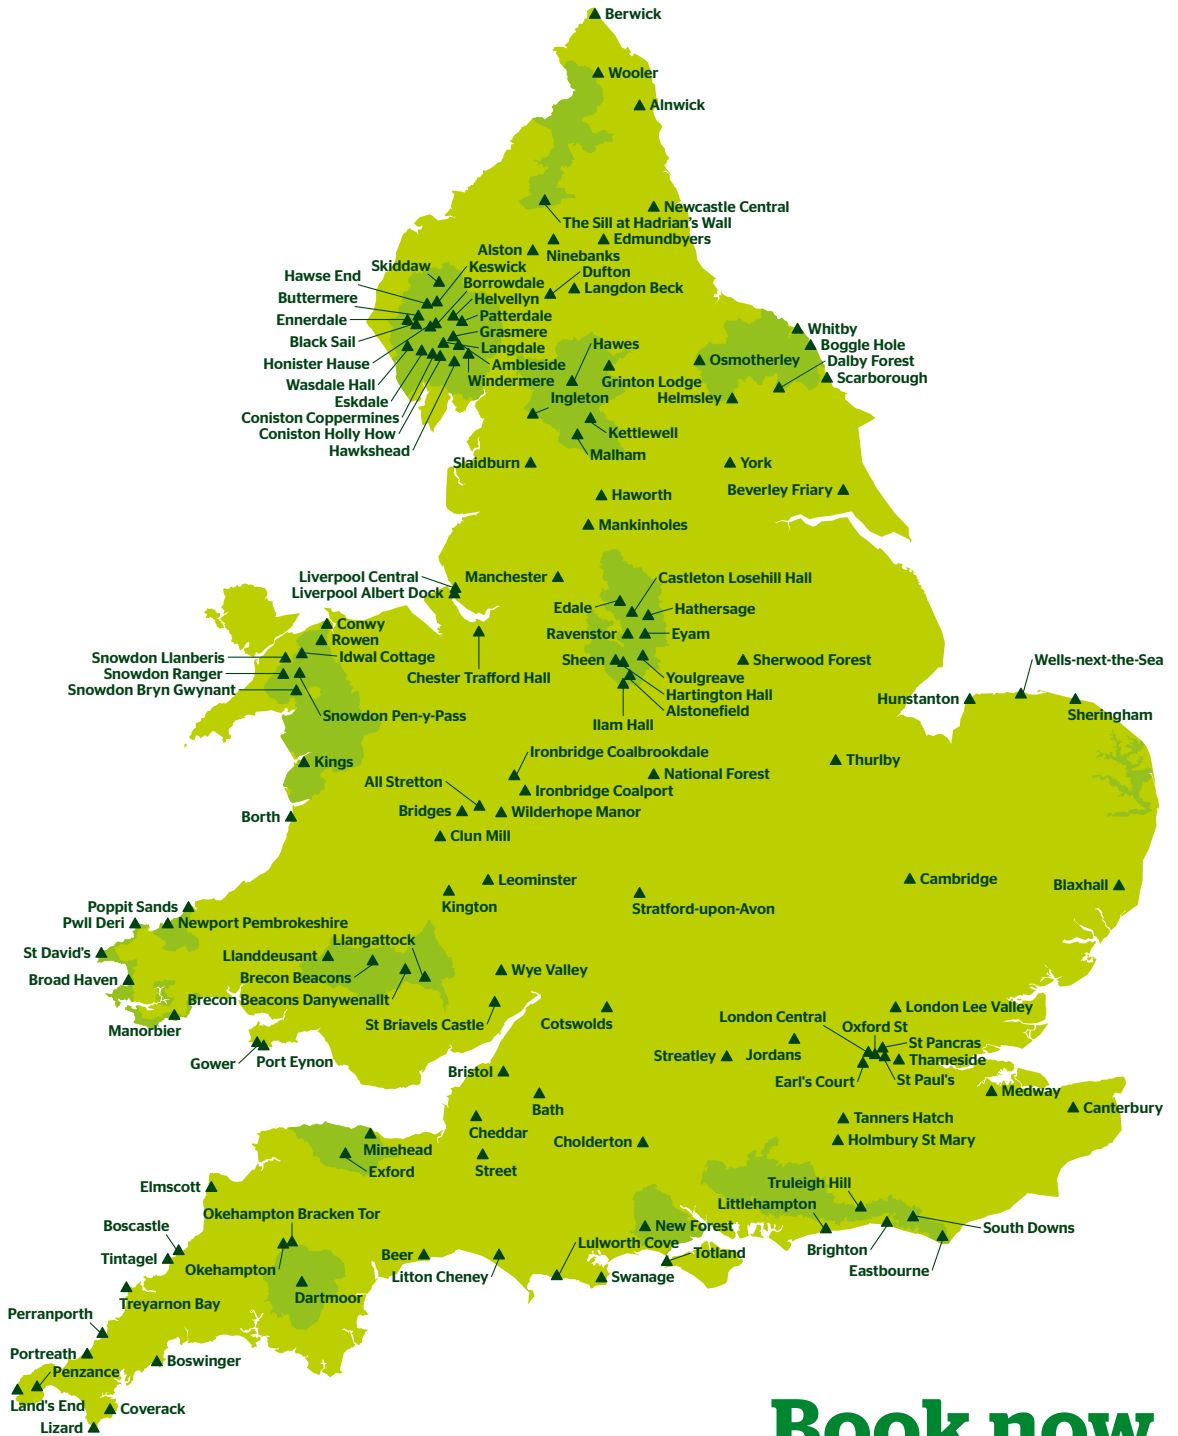 Berwick
Wooler
Alnwick
Newcastle Central
The Sill at Hadrian's Wall
Edmundbyers
Alston
Ninebanks
Skiddaw
Keswick
Dufton
Hawse End
Borrowdale
Langdon Beck
Buttermere
Helvellyn
Ennerdale
Patterdale
Whitby
Grasmere
Black Sail
Hawes
Boggle Hole
Langdale
Osmotherley
Dalby Forest
Honister Hause
Ambleside
Scarborough
Wasdale Hall
Windermere
Grinton Lodge
Eskdale
Ingleton
Helmsley
Coniston Coppermines
Coniston Holly How
Kettlewell
Hawkshead
Malham
Slaidburn
York
Beverley Friary
Haworth
Mankinholes
Liverpool Central
Manchester
Castleton Losehill Hall
Liverpool Albert Dock
Edale
Hathersage
Conwy
Ravenstor
Eyam
Rowen
Snowdon Llanberis
Idwal Cottage
Sheen
Sherwood Forest
Wells-next-the-Sea
Snowdon Ranger
Chester Trafford Hall
Youlgreave
Snowdon Bryn Gwynant
Hartington Hall
Hunstanton
Alstonefield
Snowdon Pen-y-Pass
Sheringham
Ilam Hall
Ironbridge Coalbrookdale
Kings
Thurlby
National Forest
All Stretton
Ironbridge Coalport
Bridges
Wilderhope Manor
Borth
Clun Mill
Leominster
Cambridge
Blaxhall
Kington
Stratford-upon-Avon
Poppit Sands
Pwll Deri
Newport Pembrokeshire
Llangattock
St David's
Llanddeusant
Wye Valley
Broad Haven
Brecon Beacons
Brecon Beacons Danywenallt
London Lee Valley
London Central
St Briavels Castle
Cotswolds
Oxford St
Manorbier
St Pancras
Streatley
Jordans
Thameside
Gower
Port Eynon
Bristol
Earl's Court
St Paul's
Medway
Bath
Canterbury
Tanners Hatch
Cheddar
Cholderton
Holmbury St Mary
Minehead
Exford
Street
Truleigh Hill
Elmscott
Littlehampton
Okehampton Bracken Tor
Boscastle
New Forest
South Downs
Lulworth Cove
Tintagel
Beer
Totland
Brighton
Okehampton
Litton Cheney
Swanage
Eastbourne
Dartmoor
Treyarnon Bay
Perranporth
Portreath
Boswinger
Penzance
Land's End
Coverack
Lizard
Book now